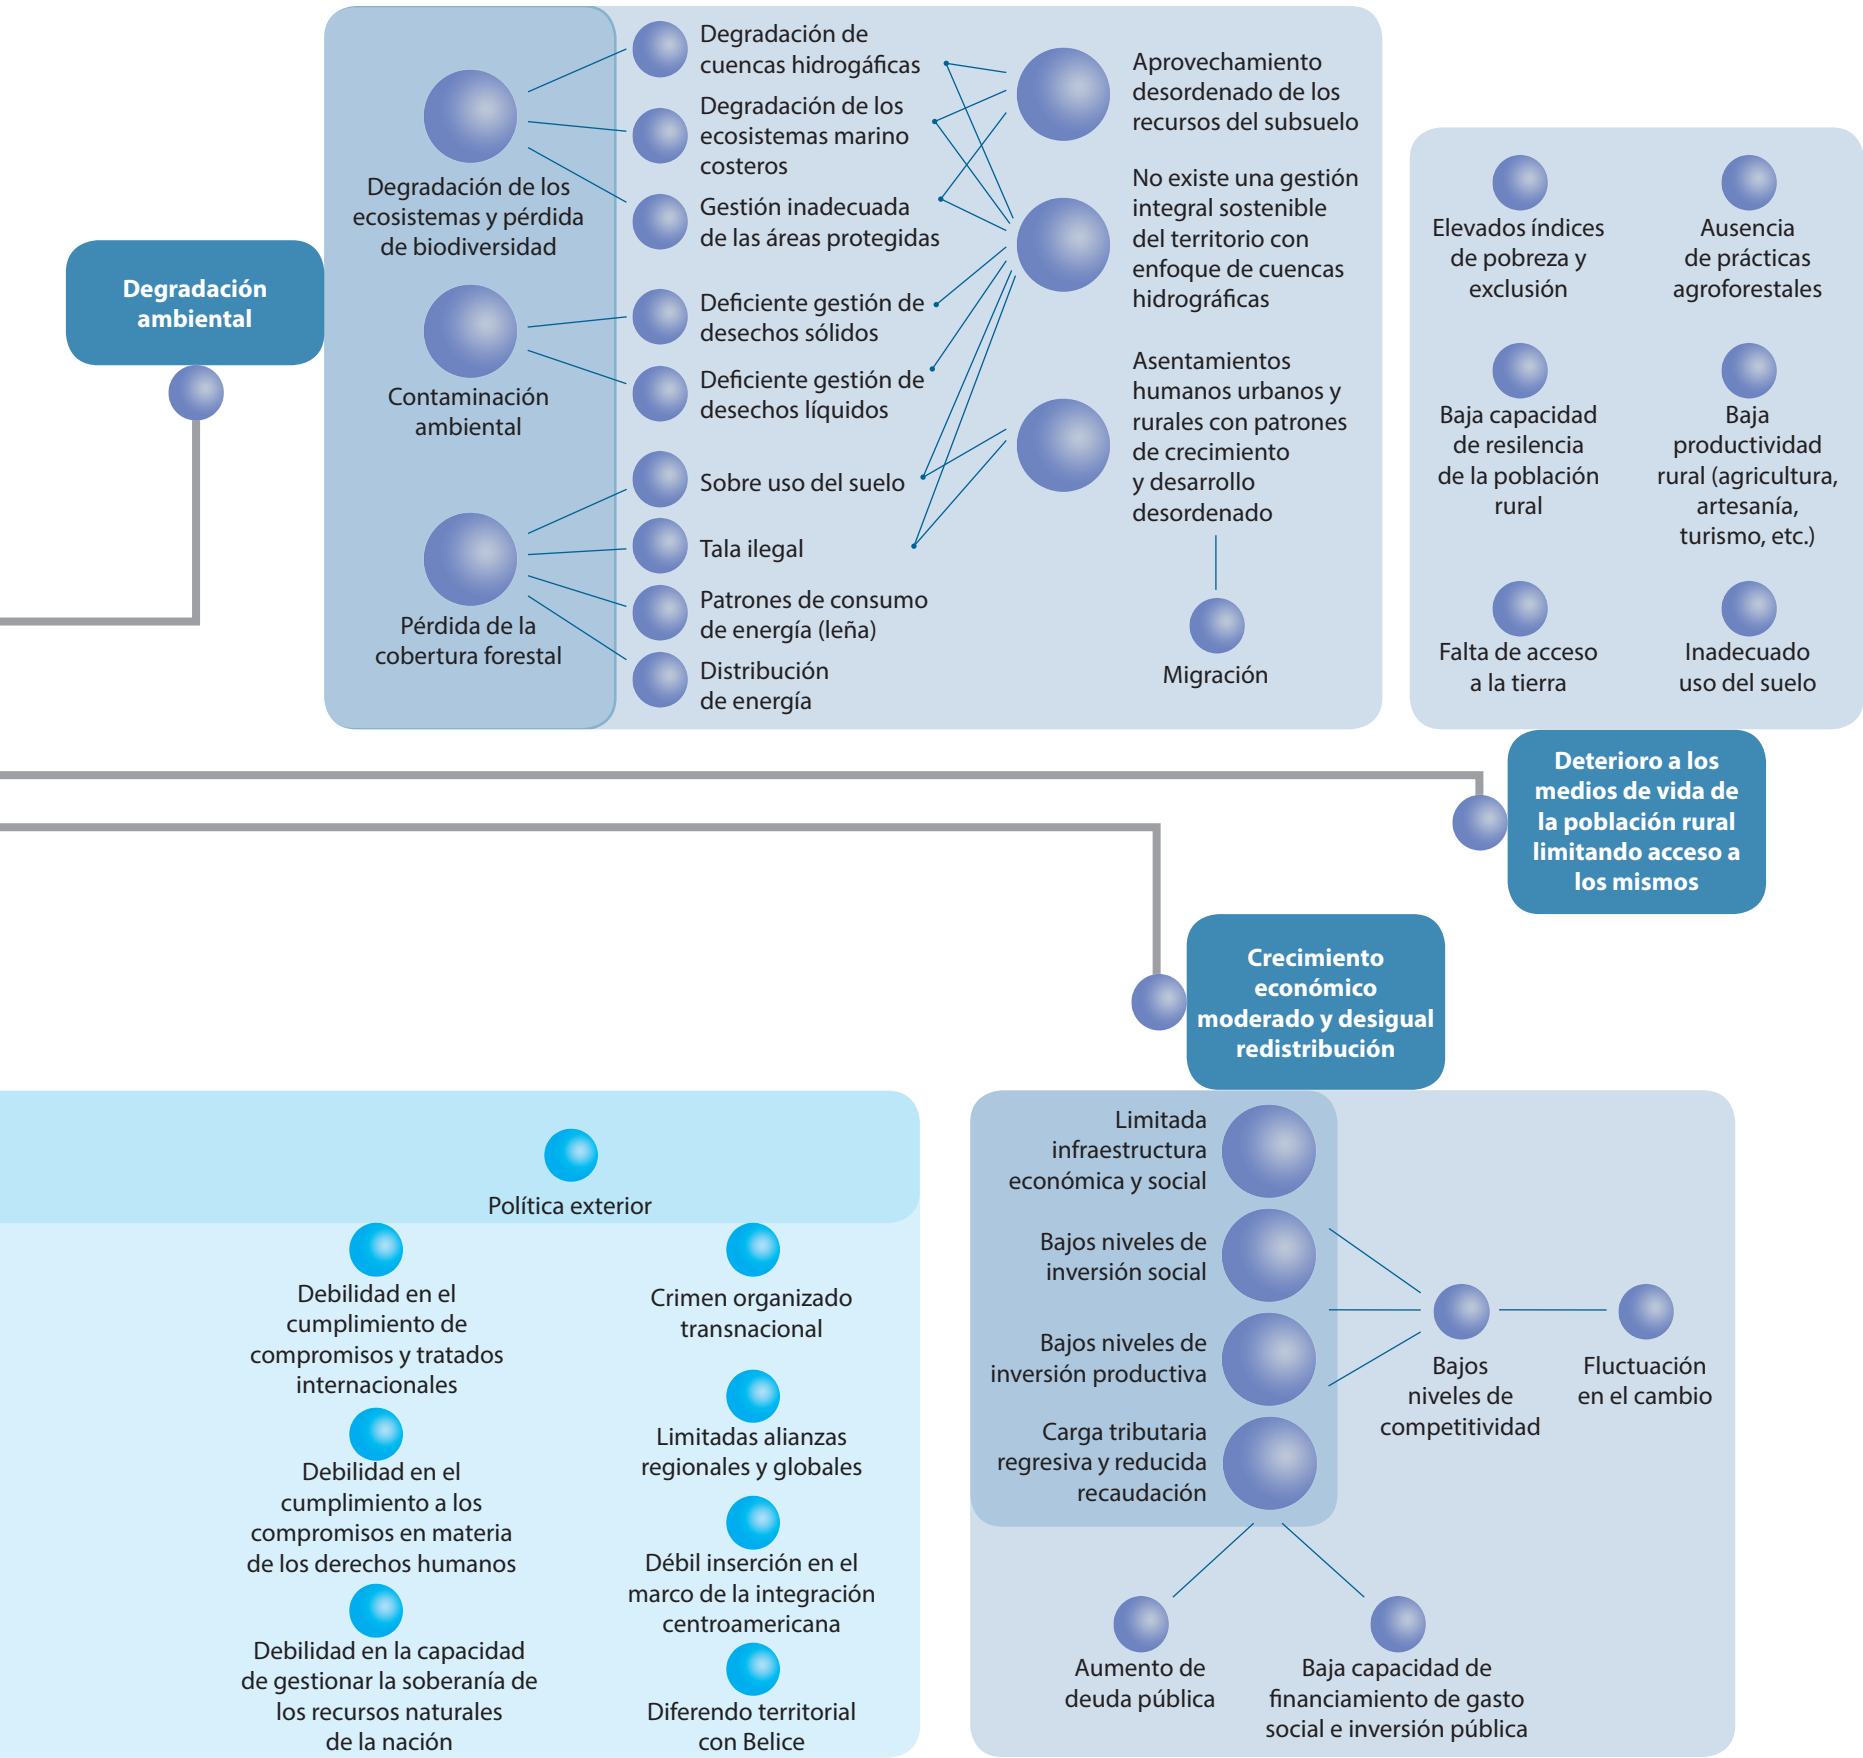 Degradación
ambiental
Degradación de los
ecosistemas y pérdida
de biodiversidad
Contaminación
ambiental
Pérdida de la
cobertura forestal
Degradación de
cuencas hidrogáficas
Degradación de los
ecosistemas marino
costeros
Gestión inadecuada
de las áreas protegidas
Deficiente gestión de
desechos sólidos
Deficiente gestión de
desechos líquidos
Sobre uso del suelo
Tala ilegal
Patrones de consumo
de energía (leña)
Distribución
de energía
Aprovechamiento
desordenado de los
recursos del subsuelo
No existe una gestión
integral sostenible
del territorio con
enfoque de cuencas
hidrográficas
Asentamientos
humanos urbanos y
rurales con patrones
de crecimiento
y desarrollo
desordenado
Migración
Elevados índices
de pobreza y
exclusión
Ausencia
de prácticas
agroforestales
Baja capacidad
de resilencia
de la población
rural
Baja
productividad
rural (agricultura,
artesanía,
turismo, etc.)
Falta de acceso
a la tierra
Inadecuado
uso del suelo
Deterioro a los
medios de vida de
la población rural
limitando acceso a
los mismos
Crecimiento
económico
moderado y desigual
redistribución
Política exterior
Debilidad en el
cumplimiento de
compromisos y tratados
internacionales
Debilidad en el
cumplimiento a los
compromisos en materia
de los derechos humanos
Debilidad en la capacidad
de gestionar la soberanía de
los recursos naturales
de la nación
Crimen organizado
transnacional
Limitadas alianzas
regionales y globales
Débil inserción en el
marco de la integración
centroamericana
Diferendo territorial
con Belice
Limitada
infraestructura
económica y social
Bajos niveles de
inversión social
Bajos niveles de
inversión productiva
Carga tributaria
regresiva y reducida
recaudación
Bajos
niveles de
competitividad
Fluctuación
en el cambio
Aumento de
deuda pública
Baja capacidad de
financiamiento de gasto
social e inversión pública